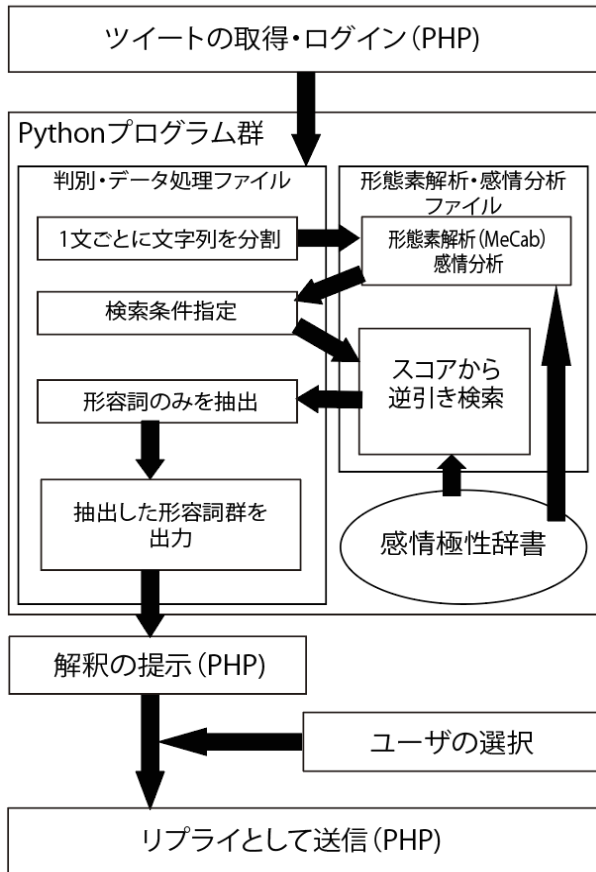 ツイートの取得・ログイン(PHP)
Pythonプログラム群
判別・データ処理ファイル
1文ごとに文字列を分割
検索条件指定
形容詞のみを抽出
抽出した形容詞群を
出力
形態素解析・感情分析
ファイル
形態素解析(MeCab)
感情分析
スコアから
逆引き検索
感情極性辞書
解釈の提示(PHP)
ユーザの選択
リプライとして送信(PHP)